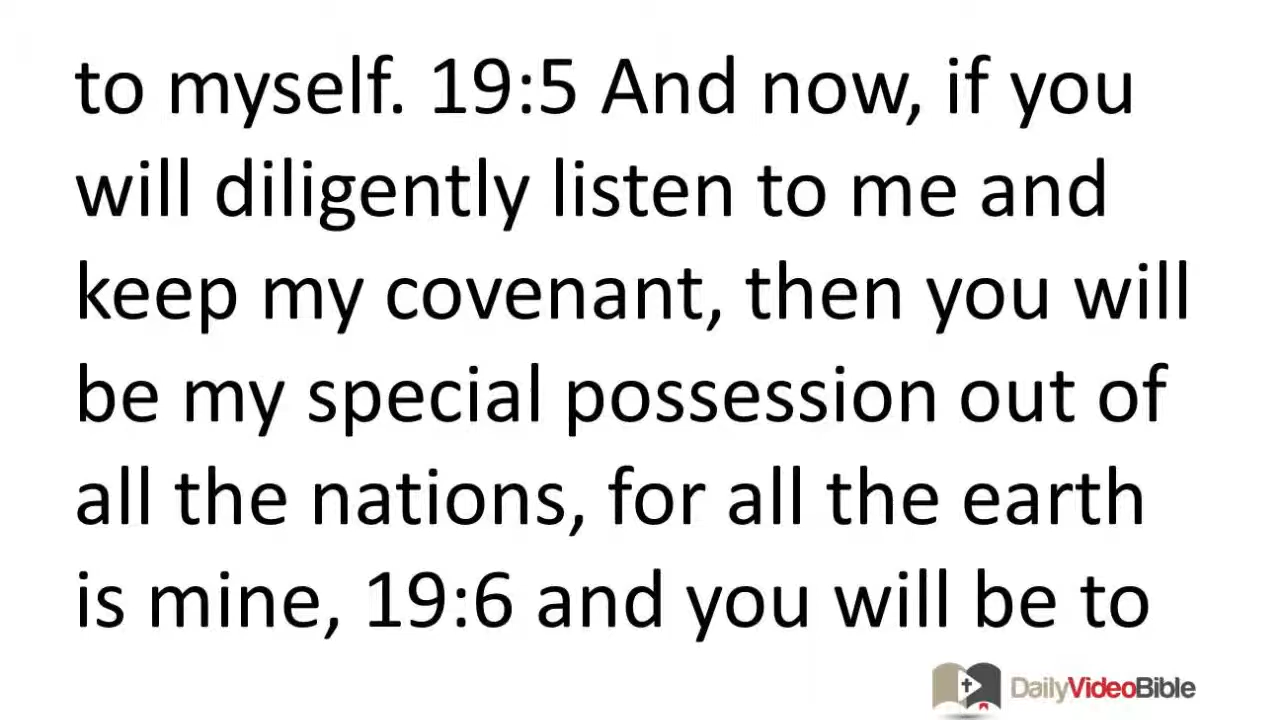 to myself. 19:5 And now, if you
will diligently listen to me and
keep my covenant, then you will
be my special possession out of
all the nations, for all the earth
is mine, 19:6 and you will be to
DailyVideoBible